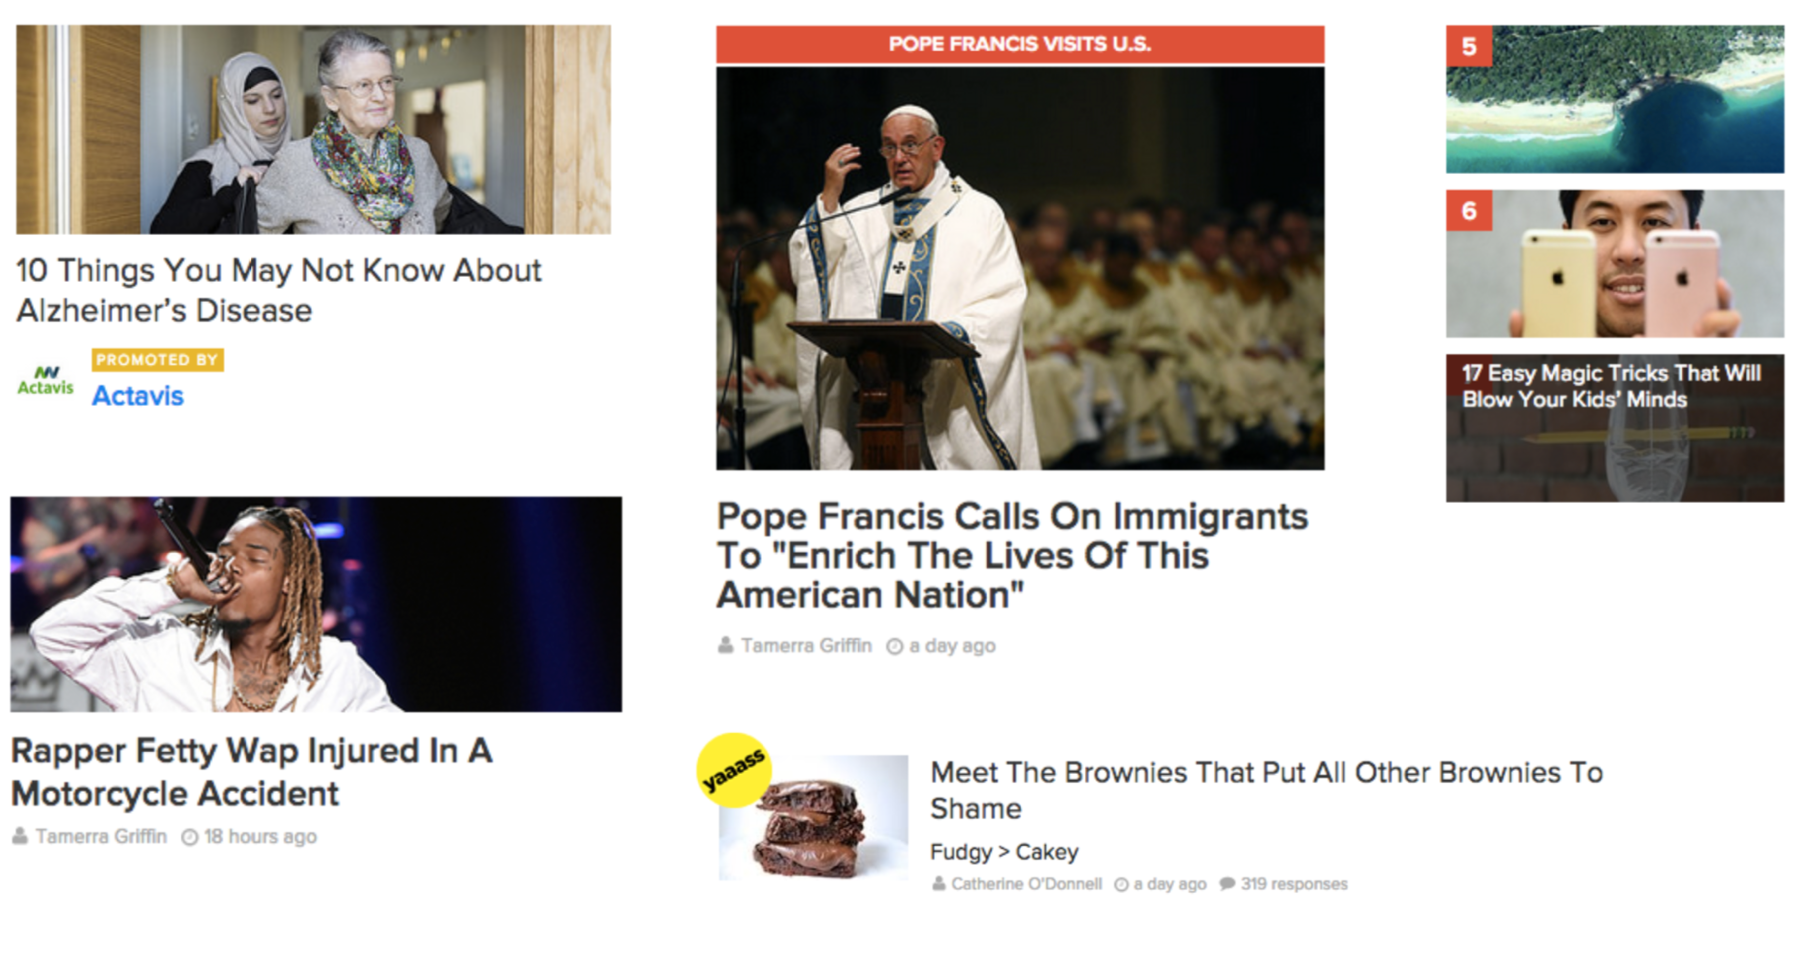 10 Things You May Not Know About
Alzheimer's Disease
Actavis
PROMOTED BY
Actavis
Rapper Fetty Wap Injured In A
Motorcycle Accident
Tamerra Griffin 18 hours ago
POPE FRANCIS VISITS U.S.
Pope Francis Calls On Immigrants
To "Enrich The Lives Of This
American Nation"
Tamerra Griffin a day ago
yaaass
Meet The Brownies That Put All Other Brownies To
Shame
Fudgy > Cakey
Catherine O'Donnell a day ago 319 responses
5
6
17 Easy Magic Tricks That Will
Blow Your Kids' Minds